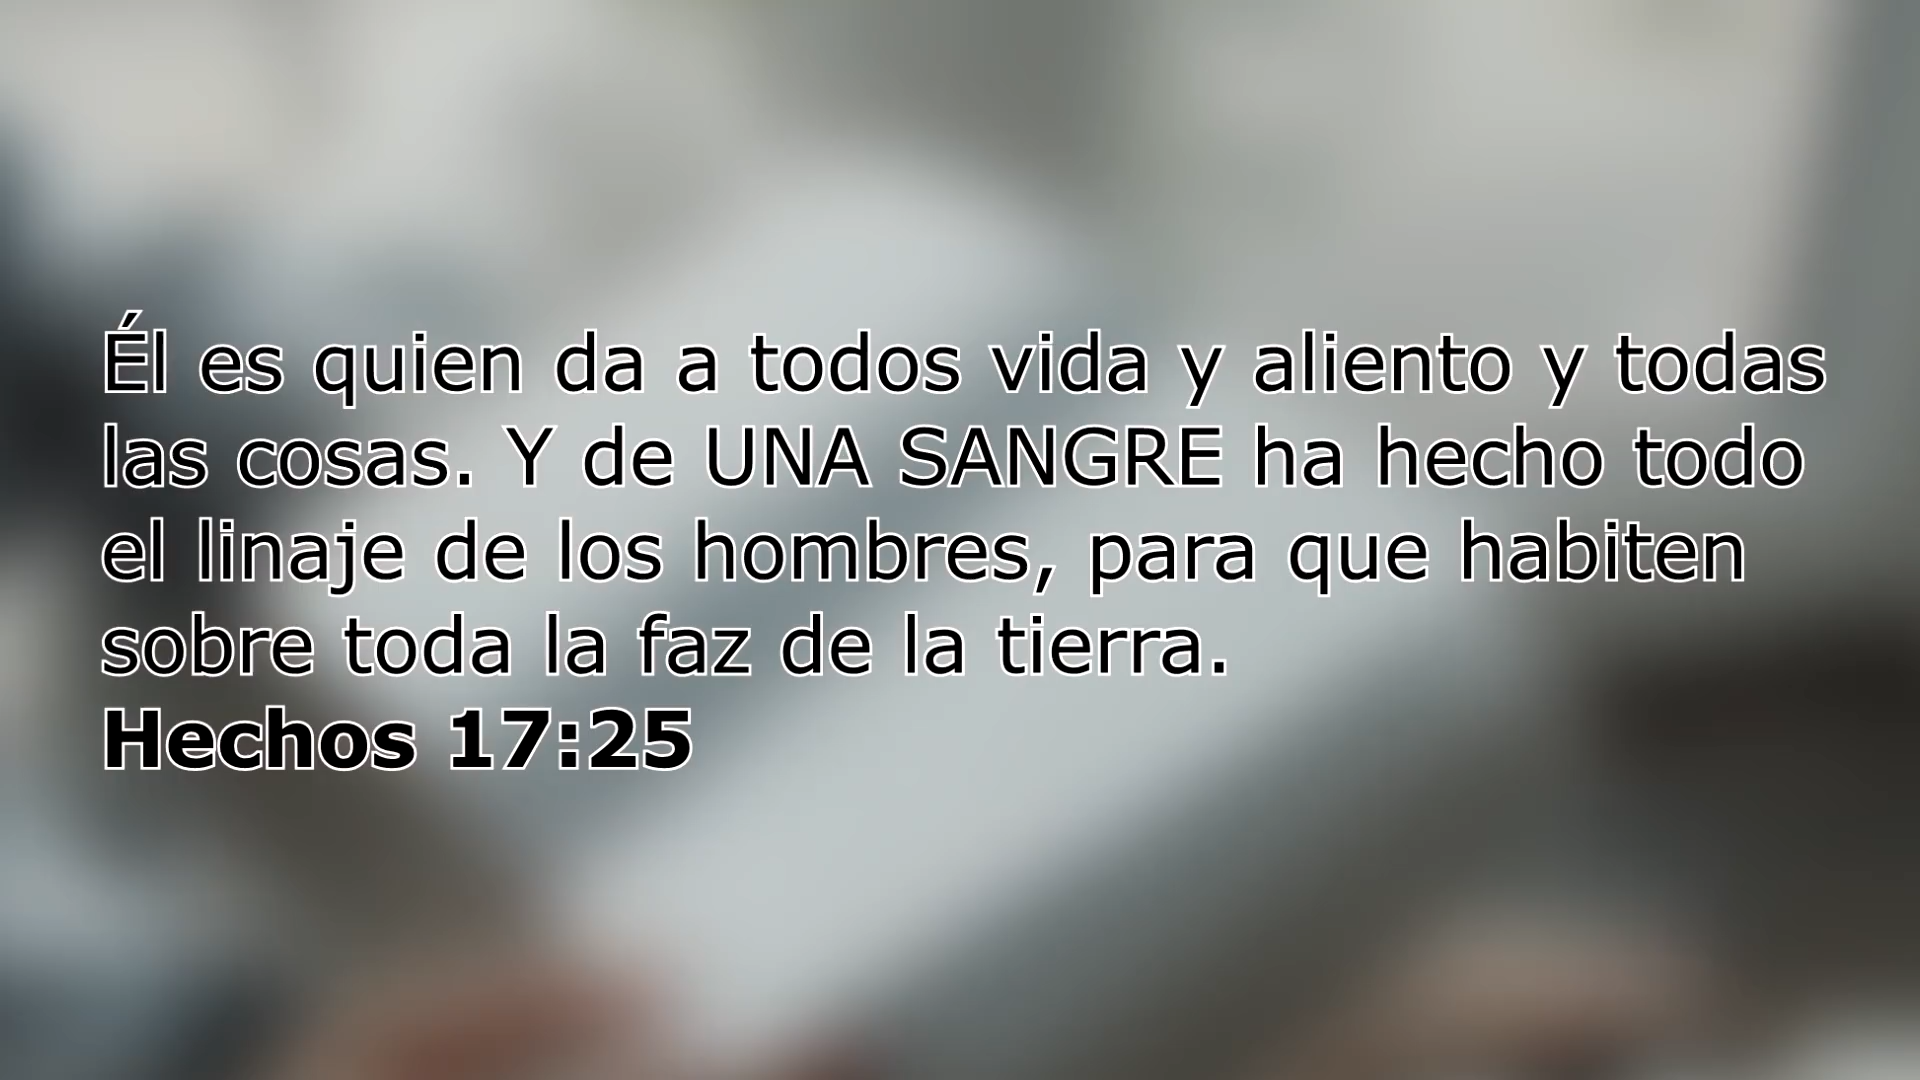 Él es quien da a todos vida y aliento y todas
las cosas. Y de UNA SANGRE ha hecho todo
el linaje de los hombres, para que habiten
sobre toda la faz de la tierra.
Hechos 17:25